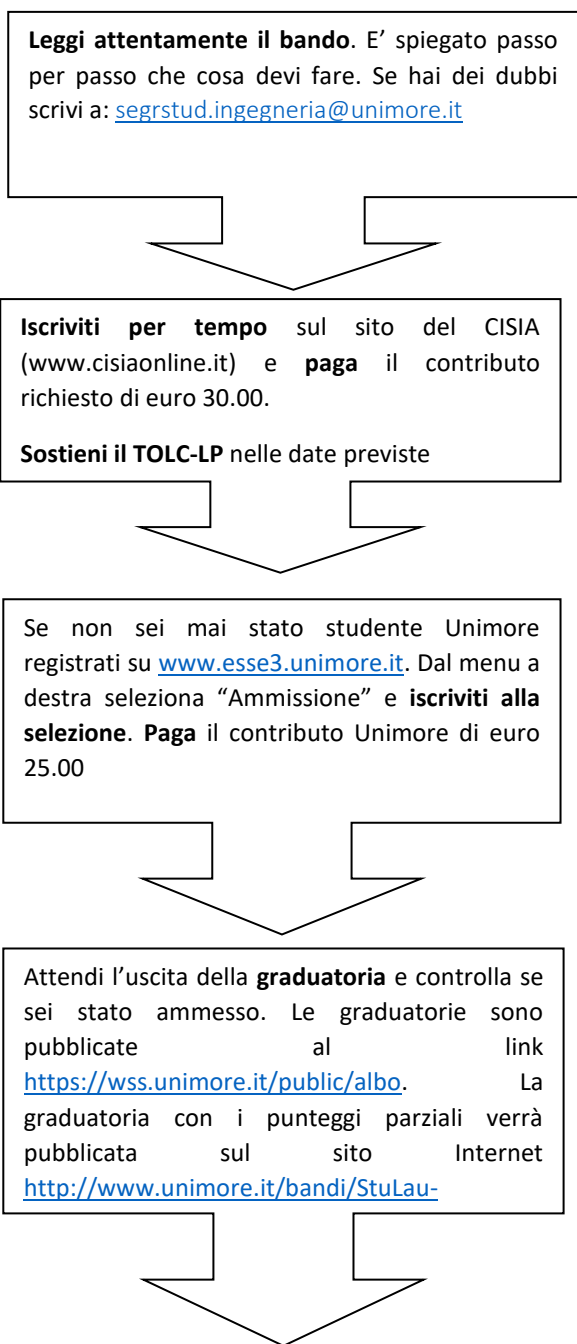 Leggi attentamente il bando. E’ spiegato passo
per passo che cosa devi fare. Se hai dei dubbi
scrivi a: segrstud.ingegneria@unimore.it
Iscriviti per tempo sul sito del CISIA
(www.cisiaonline.it) e paga il contributo
richiesto di euro 30.00.
Sostieni il TOLC-LP nelle date previste
Se non sei mai stato studente Unimore
registrati su www.esse3.unimore.it. Dal menu a
destra seleziona “Ammissione” e iscriviti alla
selezione. Paga il contributo Unimore di euro
25.00
Attendi l’uscita della graduatoria e controlla se
sei stato ammesso. Le graduatorie sono
pubblicate al link
https://wss.unimore.it/public/albo. La
graduatoria con i punteggi parziali verrà
pubblicata sul sito Internet
http://www.unimore.it/bandi/StuLau-